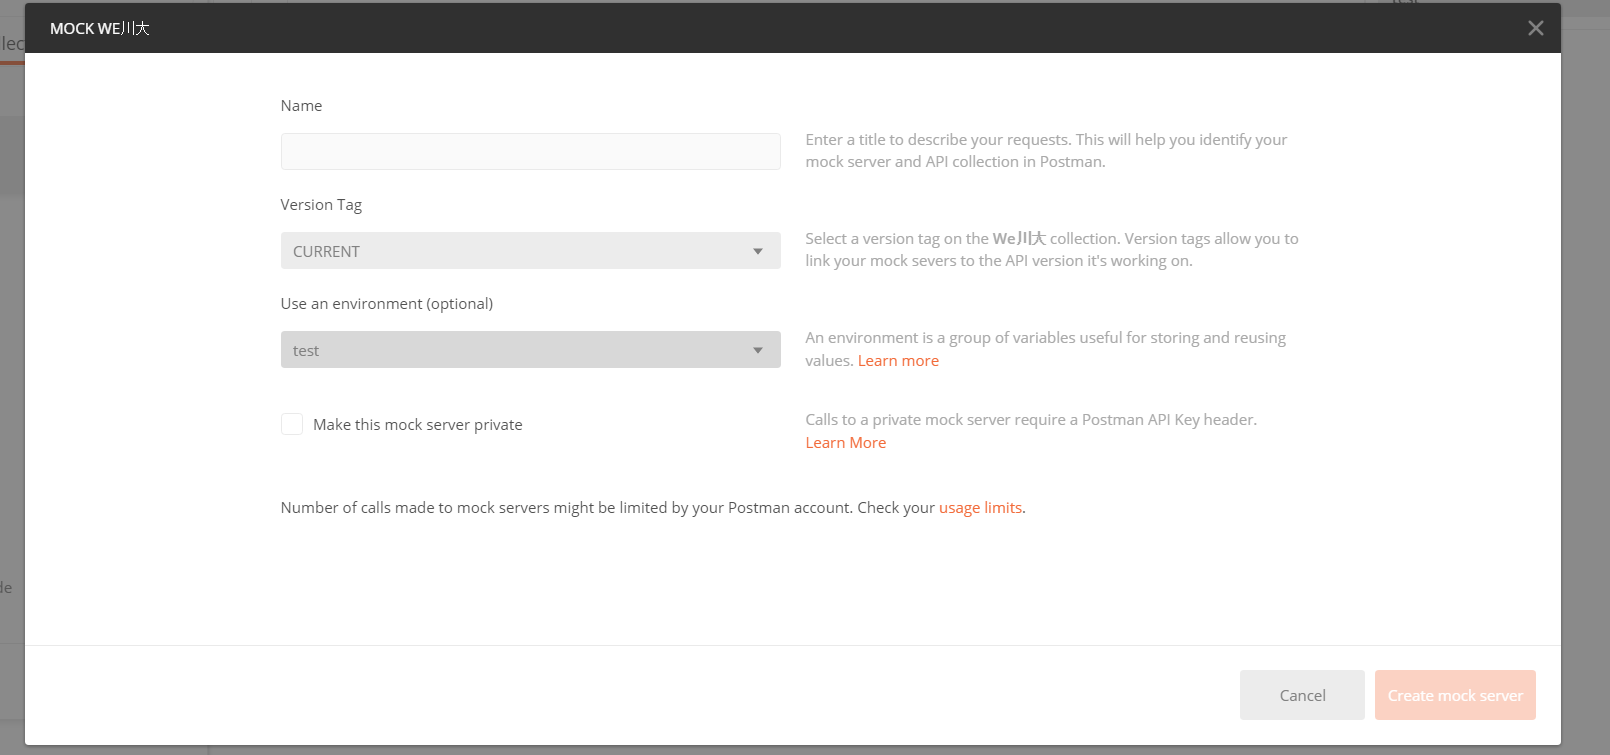 MOCK WE川大
llec
Name
Enter a title to describe your requests. This will help you identify your
mock server and API collection in Postman.
Version Tag
CURRENT
Select a version tag on the We川大 collection. Version tags allow you to
link your mock severs to the API version it's working on.
Use an environment (optional)
test
An environment is a group of variables useful for storing and reusing
values. Learn more
Make this mock server private
Calls to a private mock server require a Postman API Key header.
Learn More
Number of calls made to mock servers might be limited by your Postman account. Check your usage limits.
de
Cancel
Create mock server